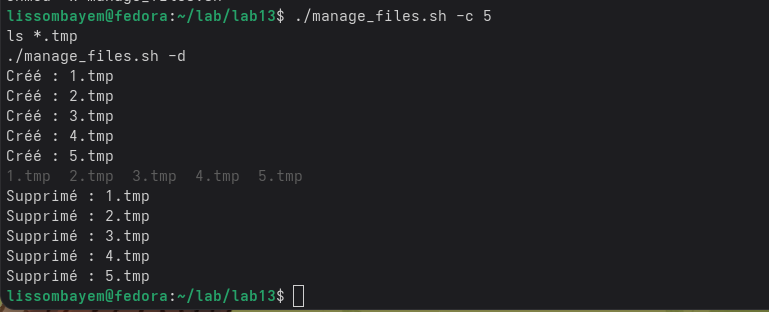 lissombayem@fedora:~/lab/lab13$ ./manage_files.sh -c 5
ls *.tmp
./manage_files.sh -d
Créé : 1.tmp
Créé : 2.tmp
Créé : 3.tmp
Créé : 4.tmp
Créé : 5.tmp
1.tmp  2.tmp  3.tmp  4.tmp  5.tmp
Supprimé : 1.tmp
Supprimé : 2.tmp
Supprimé : 3.tmp
Supprimé : 4.tmp
Supprimé : 5.tmp
lissombayem@fedora:~/lab/lab13$